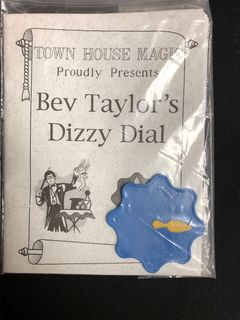 TOWN HOUSE MAGIC
Proudly Presents
Bev Taylor's
Dizzy Dial